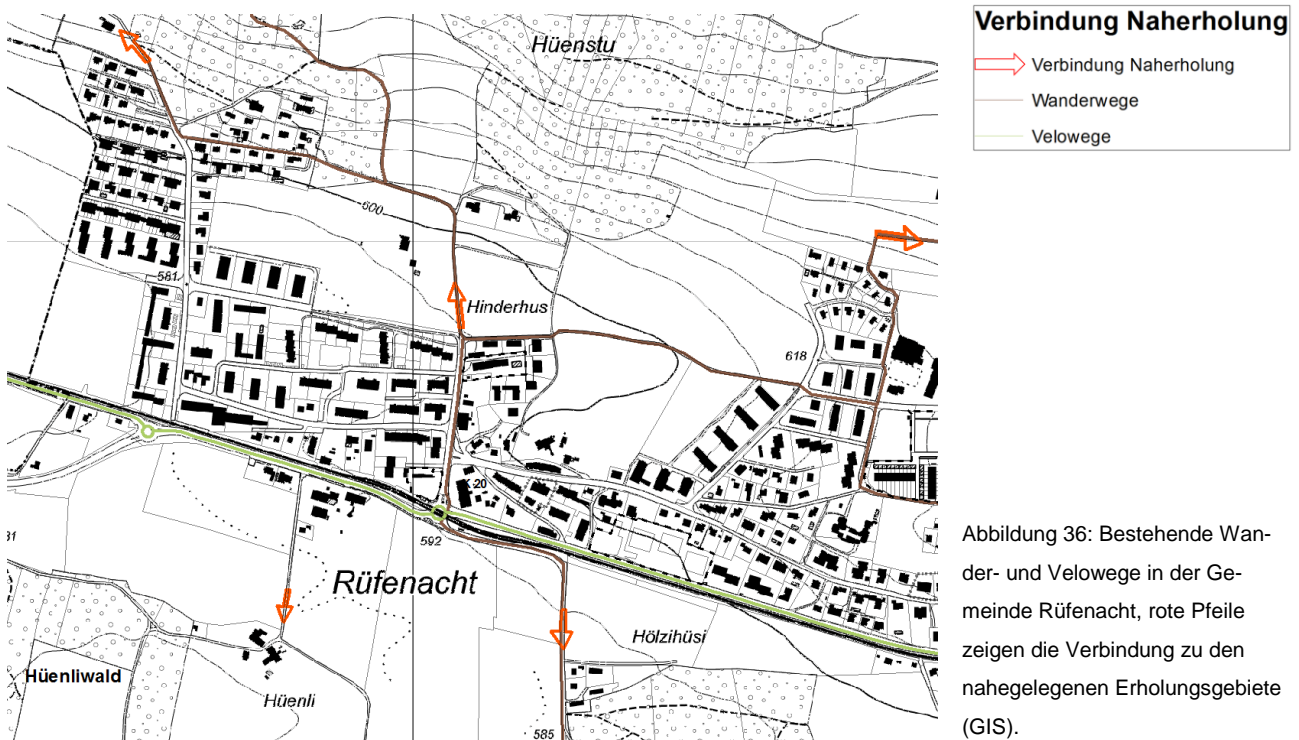 Hüenstu
600
581
Hinderhus
618
K 20
592
31
Rüfenacht
Hölzihüsi
Hüenliwald
Hüenli
585
Verbindung Naherholung
Verbindung Naherholung
Wanderwege
Velowege
Abbildung 36: Bestehende Wan-
der- und Velowege in der Ge-
meinde Rüfenacht, rote Pfeile
zeigen die Verbindung zu den
nahegelegenen Erholungsgebiete
(GIS).